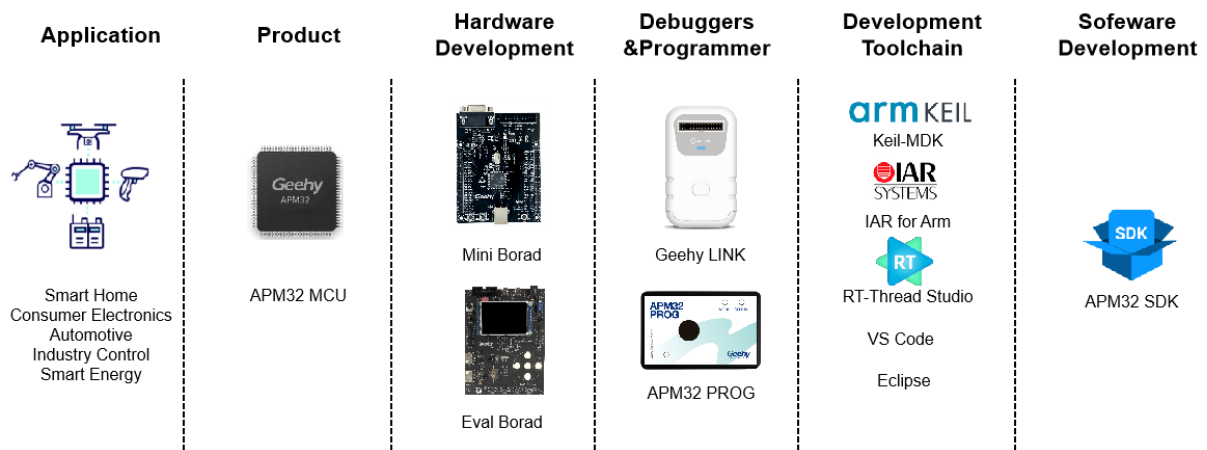 Application
Product
Hardware
Development
Debuggers
&Programmer
Development
Toolchain
Sofeware
Development
Smart Home
Consumer Electronics
Automotive
Industry Control
Smart Energy
Geehy
APM32
APM32 MCU
Geehy
Mini Borad
Eval Borad
Geehy LINK
APM32
PROG
Geehy
APM32 PROG
arm KEIL
Keil-MDK
IAR
SYSTEMS
IAR for Arm
RT
RT-Thread Studio
VS Code
Eclipse
SDK
APM32 SDK